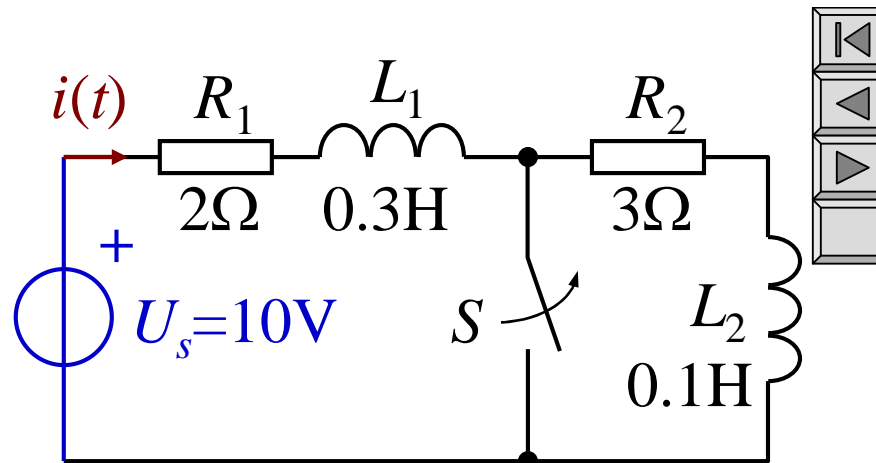 i(t)
R₁
L₁
R₂
2Ω
0.3H
3Ω
+
Uₛ=10V
S
L₂
0.1H